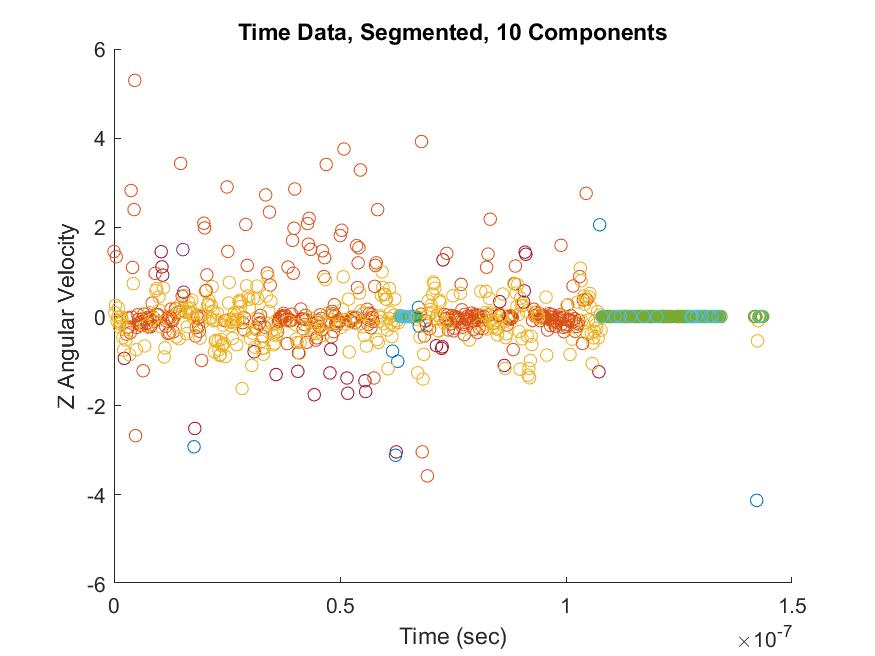 Time Data, Segmented, 10 Components
6
4
2
0
-2
-4
-6
Z Angular Velocity
0 0.5 1 1.5
Time (sec)
×10⁻⁷